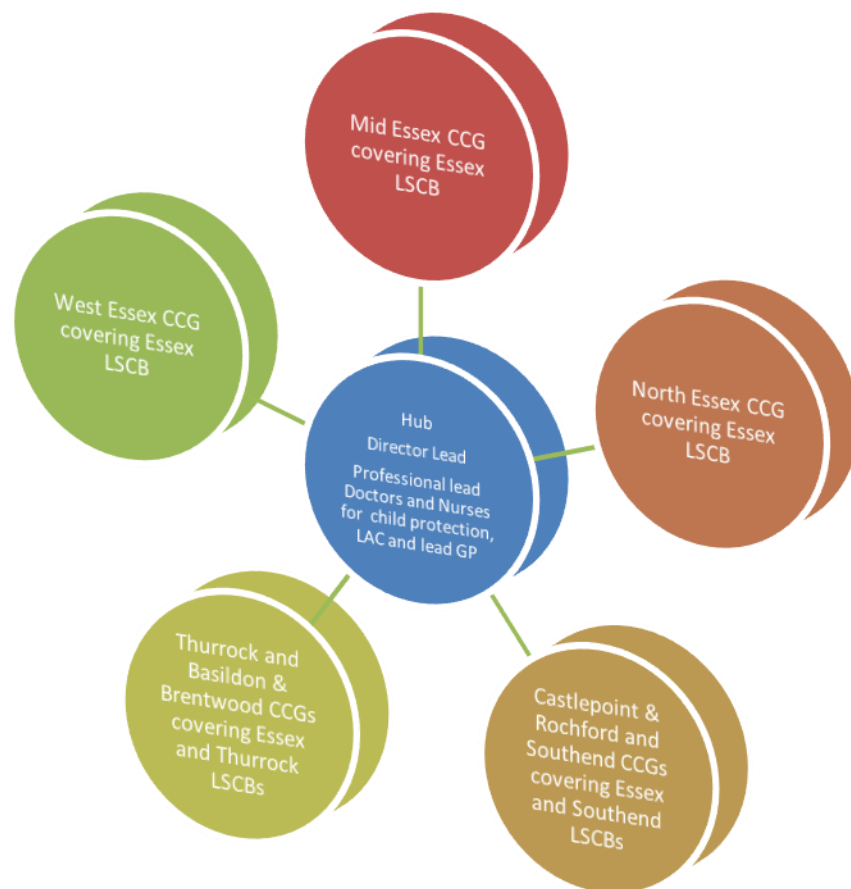 Mid Essex CCG
covering Essex
LSCB
West Essex CCG
covering Essex
LSCB
North Essex CCG
covering Essex
LSCB
Hub
Director Lead
Professional lead
Doctors and Nurses
for child protection,
LAC and lead GP
Thurrock and
Basildon &
Brentwood CCGs
covering Essex
and Thurrock
LSCBs
Castlepoint &
Rochford and
Southend CCGs
covering Essex
and Southend
LSCBs